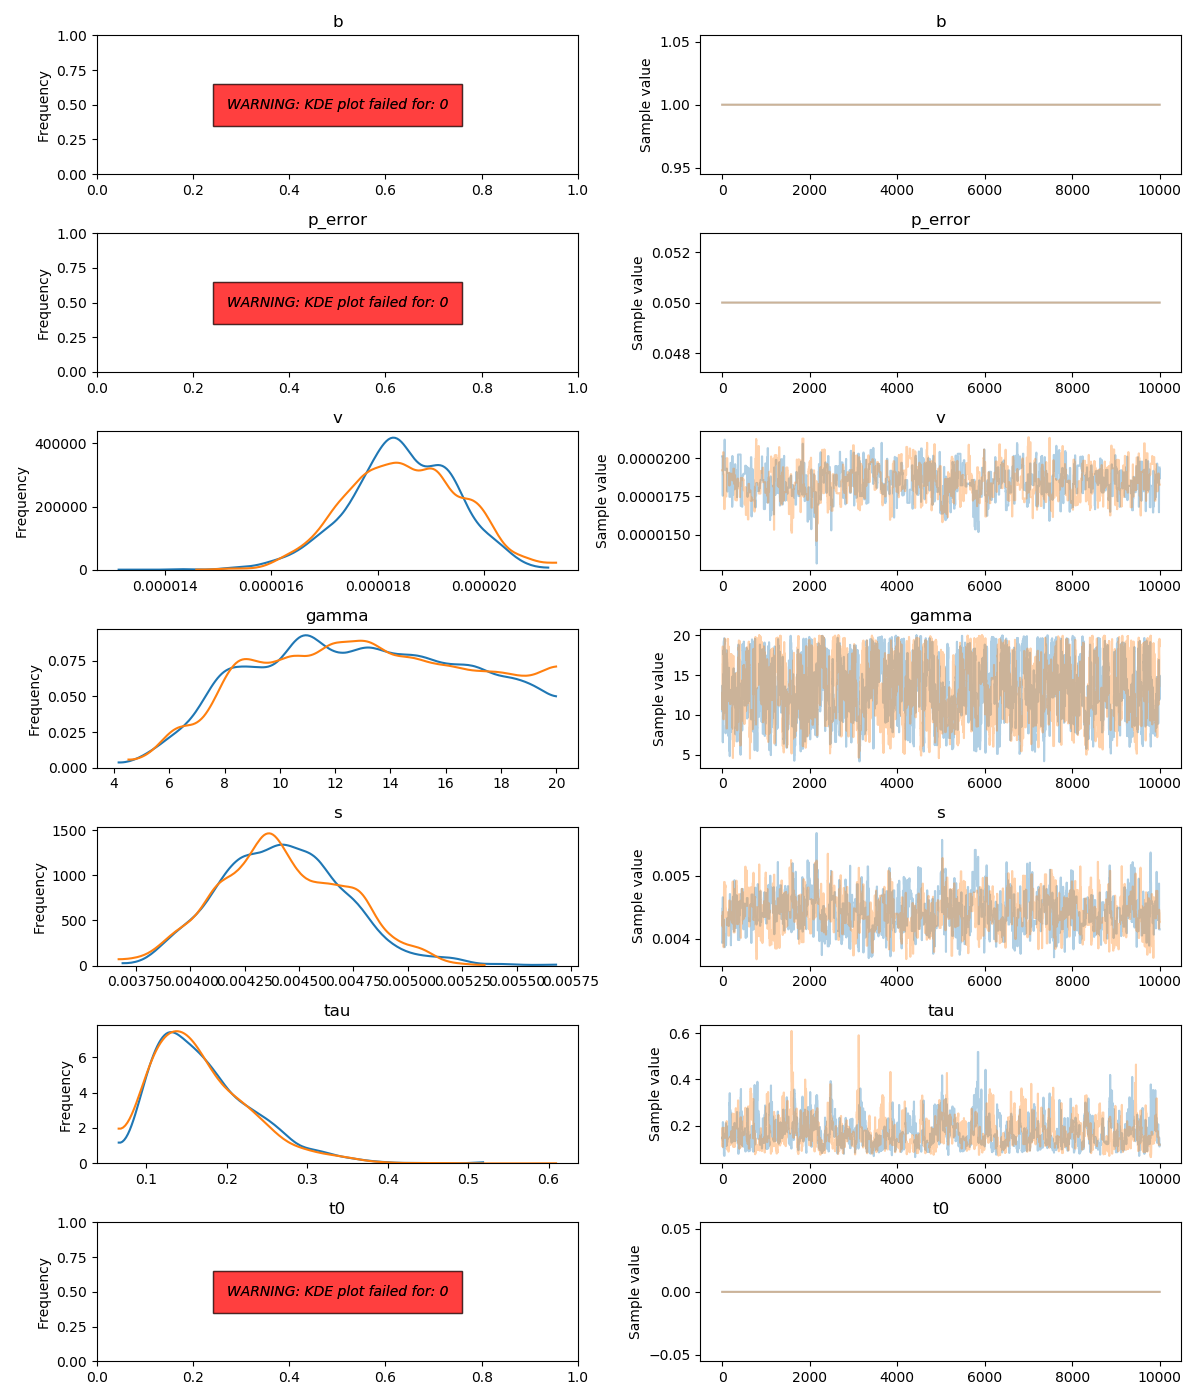 b
b
1.00
0.75
0.50
0.25
0.00
Frequency
WARNING: KDE plot failed for: 0
0.0 0.2 0.4 0.6 0.8 1.0
1.05
1.00
0.95
Sample value
0 2000 4000 6000 8000 10000
p_error
p_error
1.00
0.75
0.50
0.25
0.00
Frequency
WARNING: KDE plot failed for: 0
0.0 0.2 0.4 0.6 0.8 1.0
0.052
0.050
0.048
Sample value
0 2000 4000 6000 8000 10000
v
v
400000
200000
0
Frequency
0.000014 0.000016 0.000018 0.000020
0.0000200
0.0000175
0.0000150
Sample value
0 2000 4000 6000 8000 10000
gamma
gamma
0.075
0.050
0.025
0.000
Frequency
4 6 8 10 12 14 16 18 20
20
15
10
5
Sample value
0 2000 4000 6000 8000 10000
s
s
1500
1000
500
0
Frequency
0.00375 0.00400 0.00425 0.00450 0.00475 0.00500 0.00525 0.00550 0.00575
0.005
0.004
Sample value
0 2000 4000 6000 8000 10000
tau
tau
6
4
2
0
Frequency
0.1 0.2 0.3 0.4 0.5 0.6
0.6
0.4
0.2
Sample value
0 2000 4000 6000 8000 10000
t0
t0
1.00
0.75
0.50
0.25
0.00
Frequency
WARNING: KDE plot failed for: 0
0.0 0.2 0.4 0.6 0.8 1.0
0.05
0.00
−0.05
Sample value
0 2000 4000 6000 8000 10000